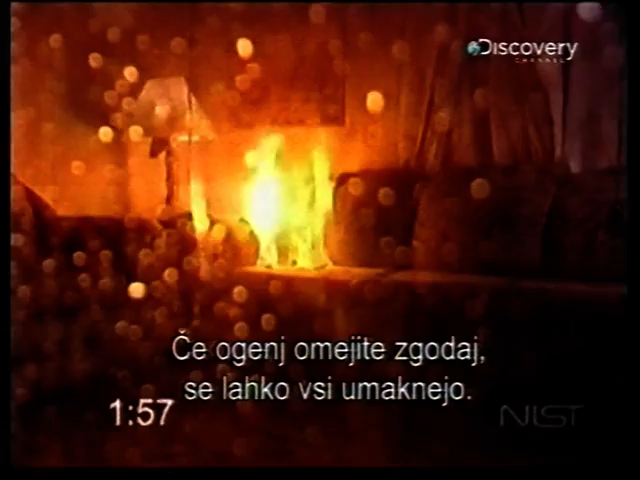 Discovery
CHANNEL
Če ogenj omejite zgodaj,
se lahko vsi umaknejo.
1:57
NIST